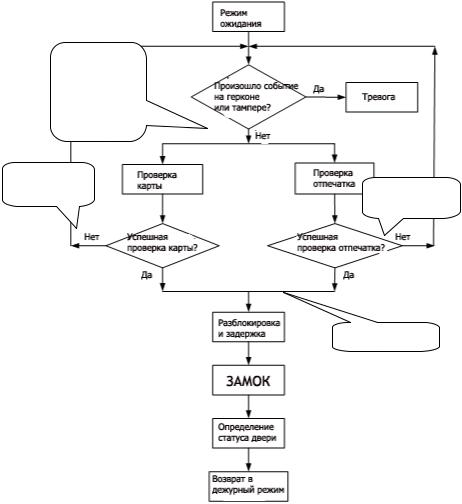 Режим
ожидания
Произошло событие
на герконе
или тампере?
Да
Тревога
Нет
Проверка
карты
Проверка
отпечатка
Нет
Успешная
проверка карты?
Успешная
проверка отпечатка?
Нет
Да
Да
Разблокировка
и задержка
ЗАМОК
Определение
статуса двери
Возврат в
дежурный режим